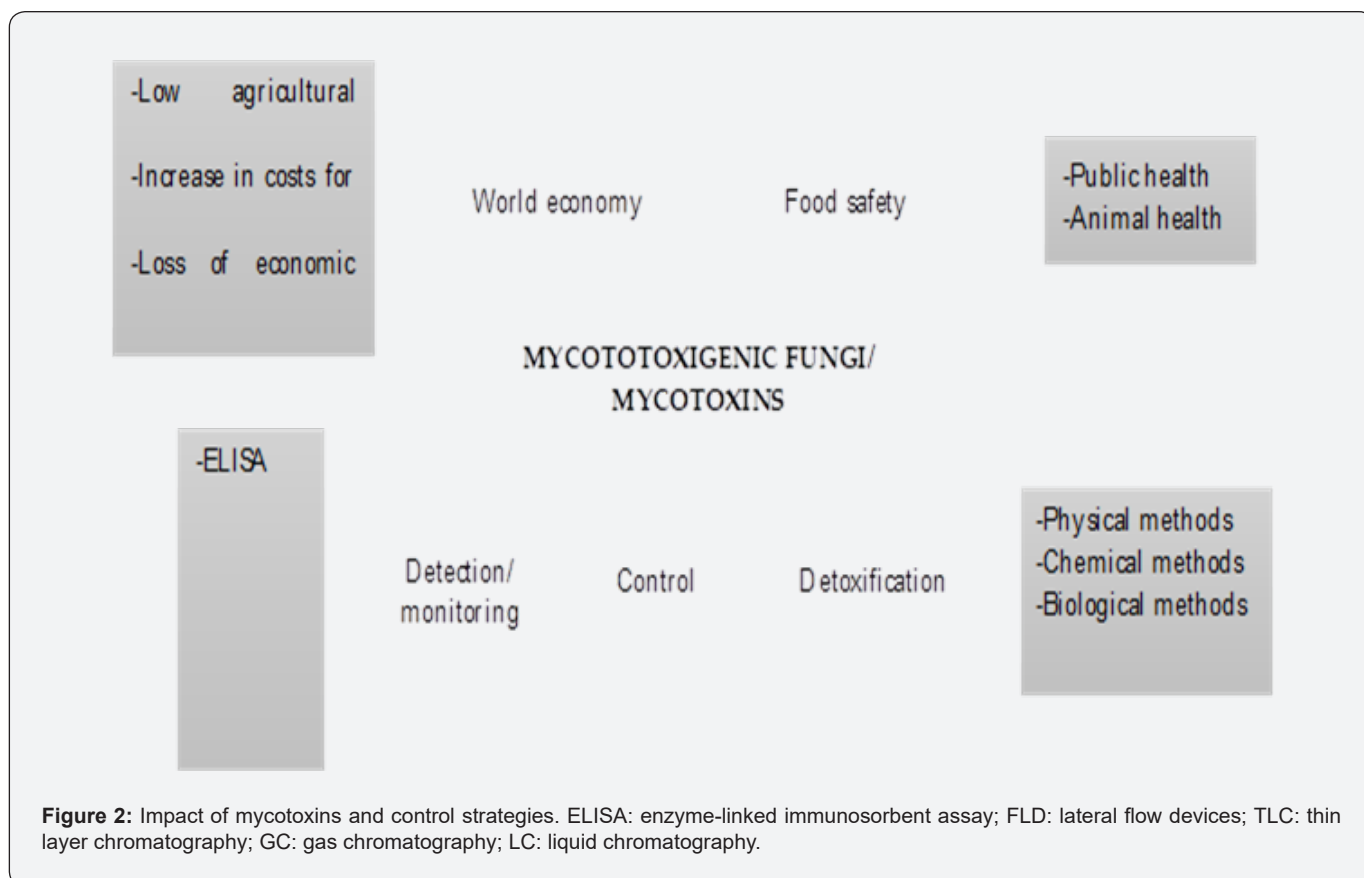 -Low agricultural
-Increase in costs for
-Loss of economic
World economy
Food safety
-Public health
-Animal health
MYCOTOTOXIGENIC FUNGI/
MYCOTOXINS
-ELISA
Detection/
monitoring
Control
Detoxification
-Physical methods
-Chemical methods
-Biological methods
Figure 2: Impact of mycotoxins and control strategies. ELISA: enzyme-linked immunosorbent assay; FLD: lateral flow devices; TLC: thin
layer chromatography; GC: gas chromatography; LC: liquid chromatography.